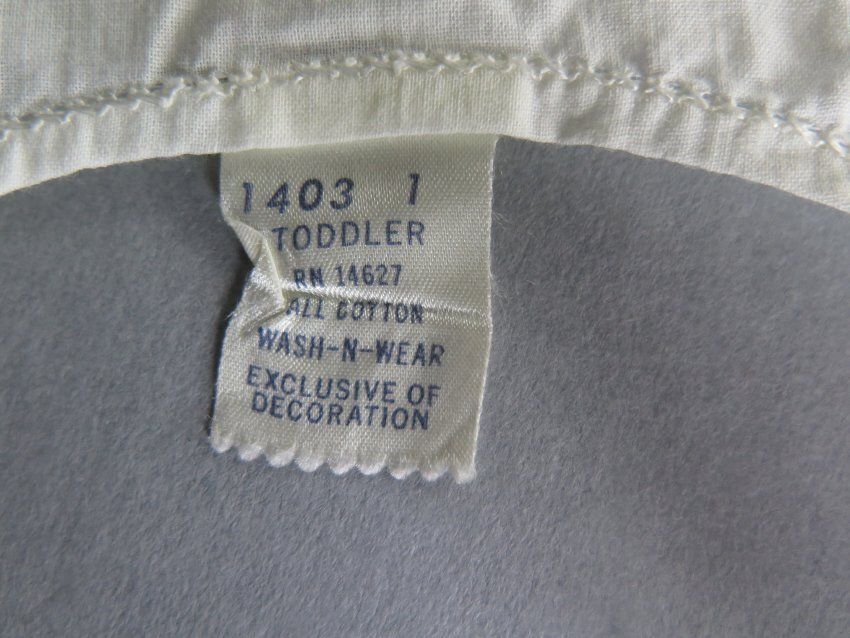 1403 1
TODDLER
RN 14627
ALL COTTON
WASH-N-WEAR
EXCLUSIVE OF
DECORATION